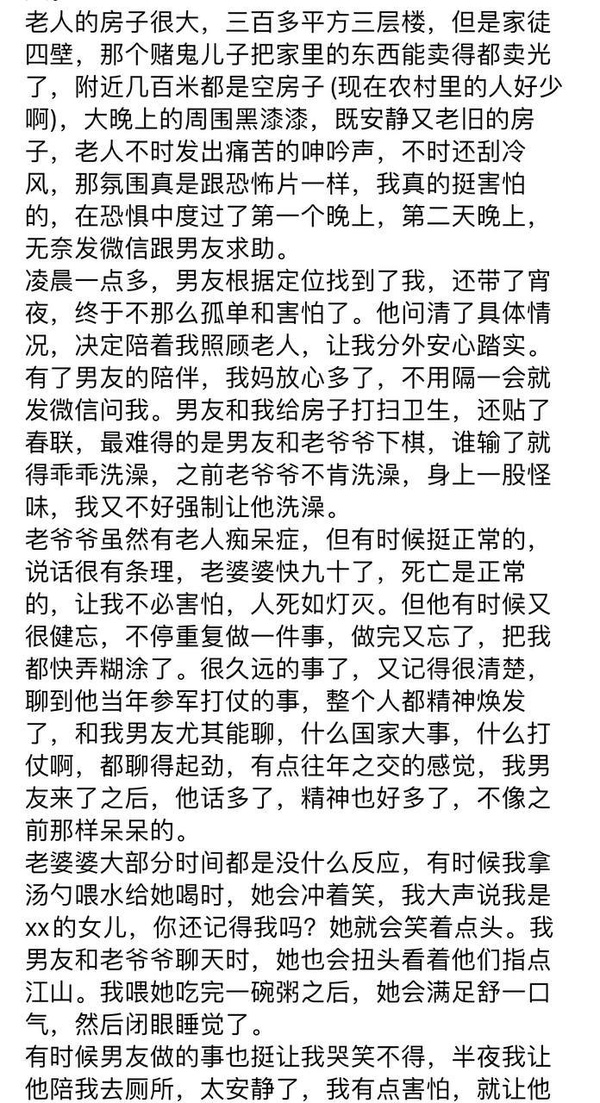 老人的房子很大，三百多平方三层楼，但是家徒
四壁，那个赌鬼儿子把家里的东西能卖得都卖光
了，附近几百米都是空房子(现在农村里的人好少
啊)，大晚上的周围黑漆漆，既安静又老旧的房
子，老人不时发出痛苦的呻吟声，不时还刮冷
风，那氛围真是跟恐怖片一样，我真的挺害怕
的，在恐惧中度过了第一个晚上，第二天晚上，
无奈发微信跟男友求助。
凌晨一点多，男友根据定位找到了我，还带了宵
夜，终于不那么孤单和害怕了。他问清了具体情
况，决定陪着我照顾老人，让我分外安心踏实。
有了男友的陪伴，我妈放心多了，不用隔一会就
发微信问我。男友和我给房子打扫卫生，还贴了
春联，最难得的是男友和老爷爷下棋，谁输了就
得乖乖洗澡，之前老爷爷不肯洗澡，身上一股怪
味，我又不好强制让他洗澡。
老爷爷虽然有老人痴呆症，但有时候挺正常的，
说话很有条理，老婆婆快九十了，死亡是正常
的，让我不必害怕，人死如灯灭。但他有时候又
很健忘，不停重复做一件事，做完又忘了，把我
都快弄糊涂了。很久远的事了，又记得很清楚，
聊到他当年参军打仗的事，整个人都精神焕发
了，和我男友尤其能聊，什么国家大事，什么打
仗啊，都聊得起劲，有点往年之交的感觉，我男
友来了之后，他话多了，精神也好多了，不像之
前那样呆呆的。
老婆婆大部分时间都是没什么反应，有时候我拿
汤勺喂水给她喝时，她会冲着笑，我大声说我是
xx的女儿，你还记得我吗？她就会笑着点头。我
男友和老爷爷聊天时，她也会扭头看着他们指点
江山。我喂她吃完一碗粥之后，她会满足舒一口
气，然后闭眼睡觉了。
有时候男友做的事也挺让我哭笑不得，半夜我让
他陪我去厕所，太安静了，我有点害怕，就让他